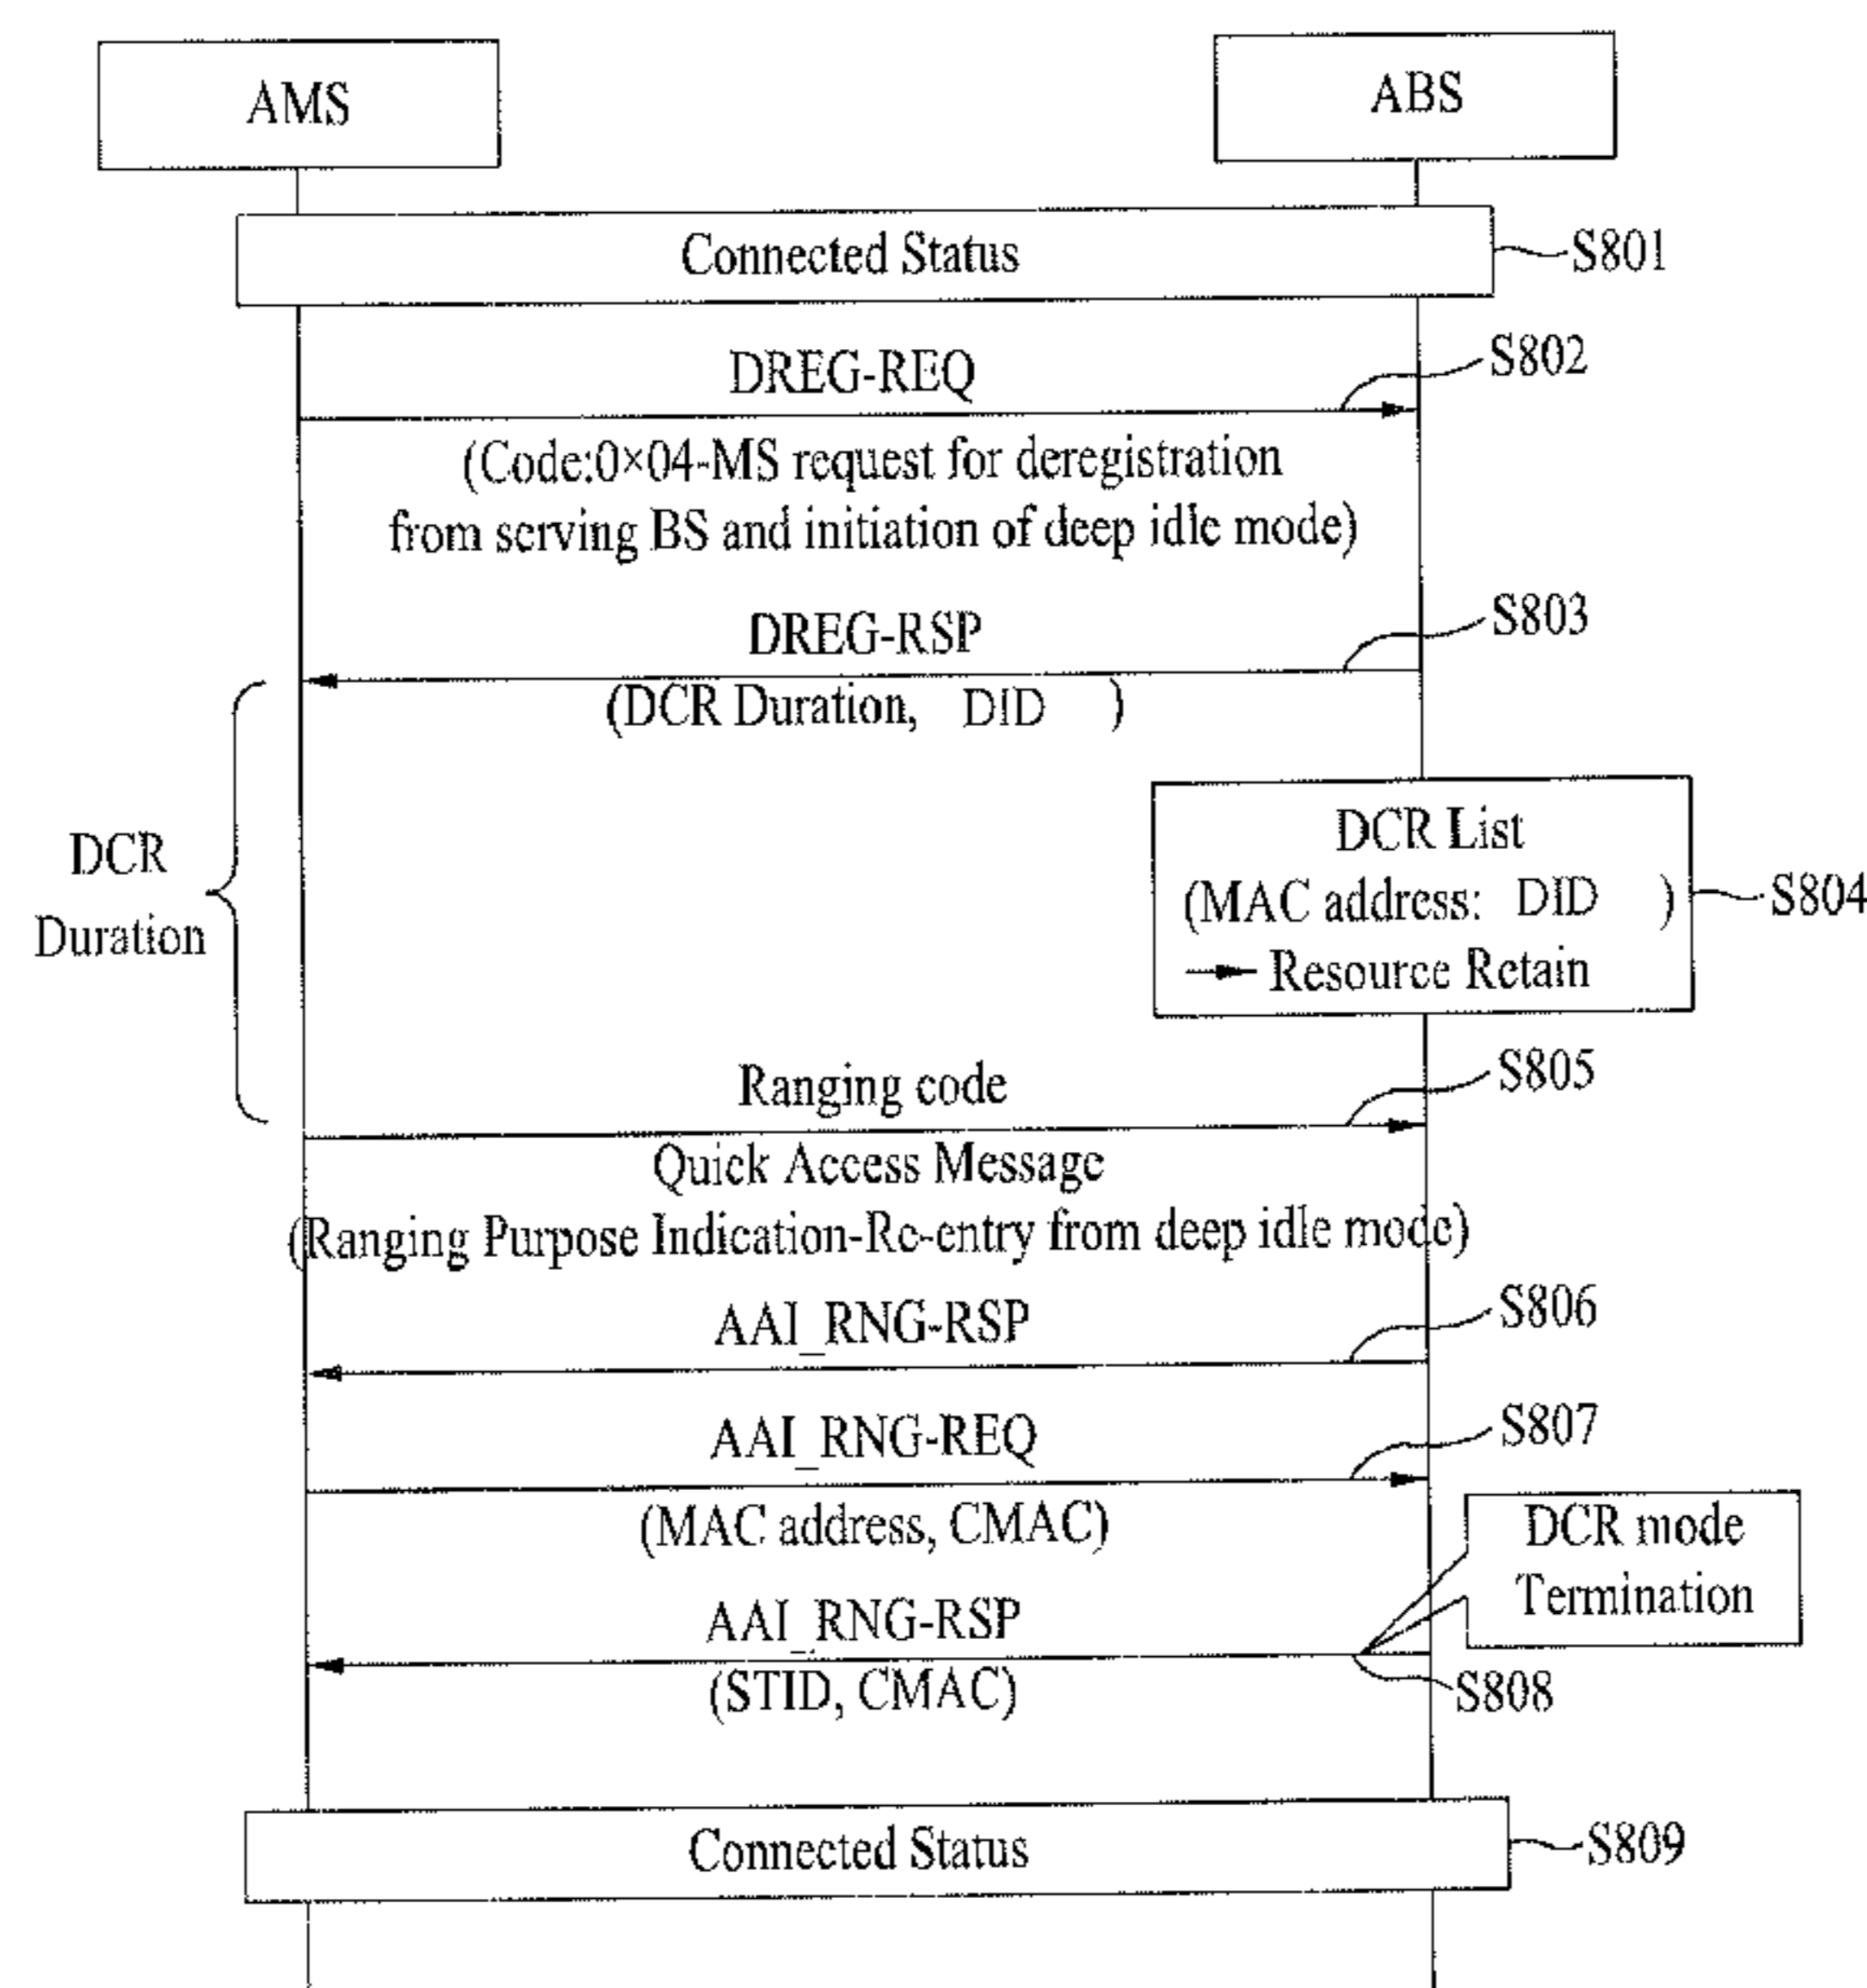 AMS
ABS
Connected Status
S801
DREG-REQ
S802
(Code:0×04-MS request for deregistration
from serving BS and initiation of deep idle mode)
DREG-RSP
S803
(DCR Duration, DID )
DCR
Duration
DCR List
(MAC address: DID )
Resource Retain
S804
Ranging code
S805
Quick Access Message
(Ranging Purpose Indication-Re-entry from deep idle mode)
AAI_RNG-RSP
S806
AAI_RNG-REQ
S807
(MAC address, CMAC)
DCR mode
Termination
AAI_RNG-RSP
(STID, CMAC)
S808
Connected Status
S809